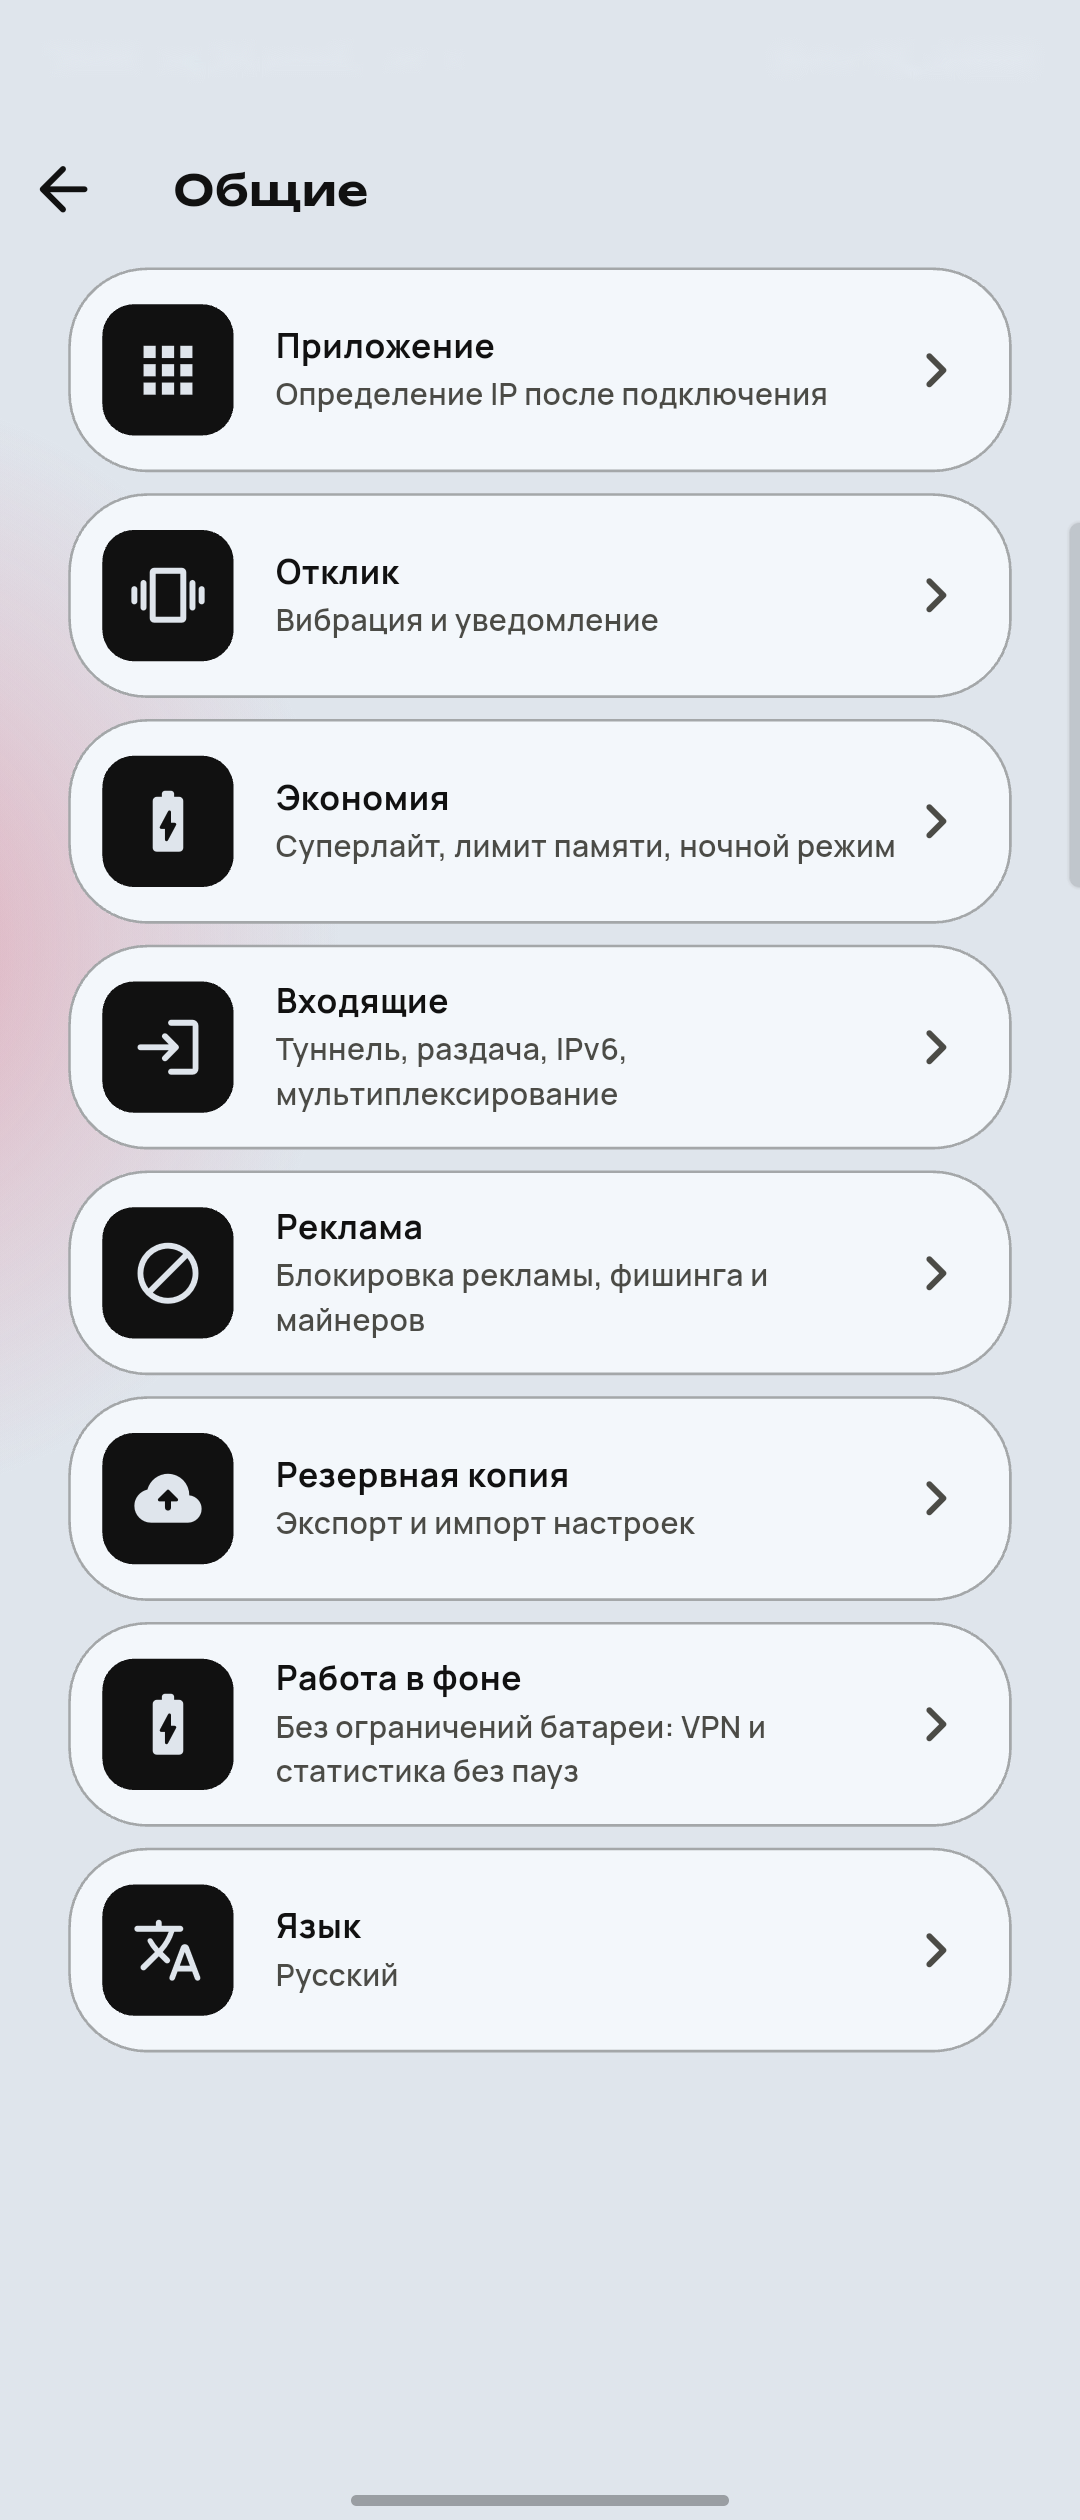 Общие
Приложение
Определение IP после подключения
Отклик
Вибрация и уведомление
Экономия
Суперлайт, лимит памяти, ночной режим
Входящие
Туннель, раздача, IPv6,
мультиплексирование
Реклама
Блокировка рекламы, фишинга и
майнеров
Резервная копия
Экспорт и импорт настроек
Работа в фоне
Без ограничений батареи: VPN и
статистика без пауз
Язык
Русский